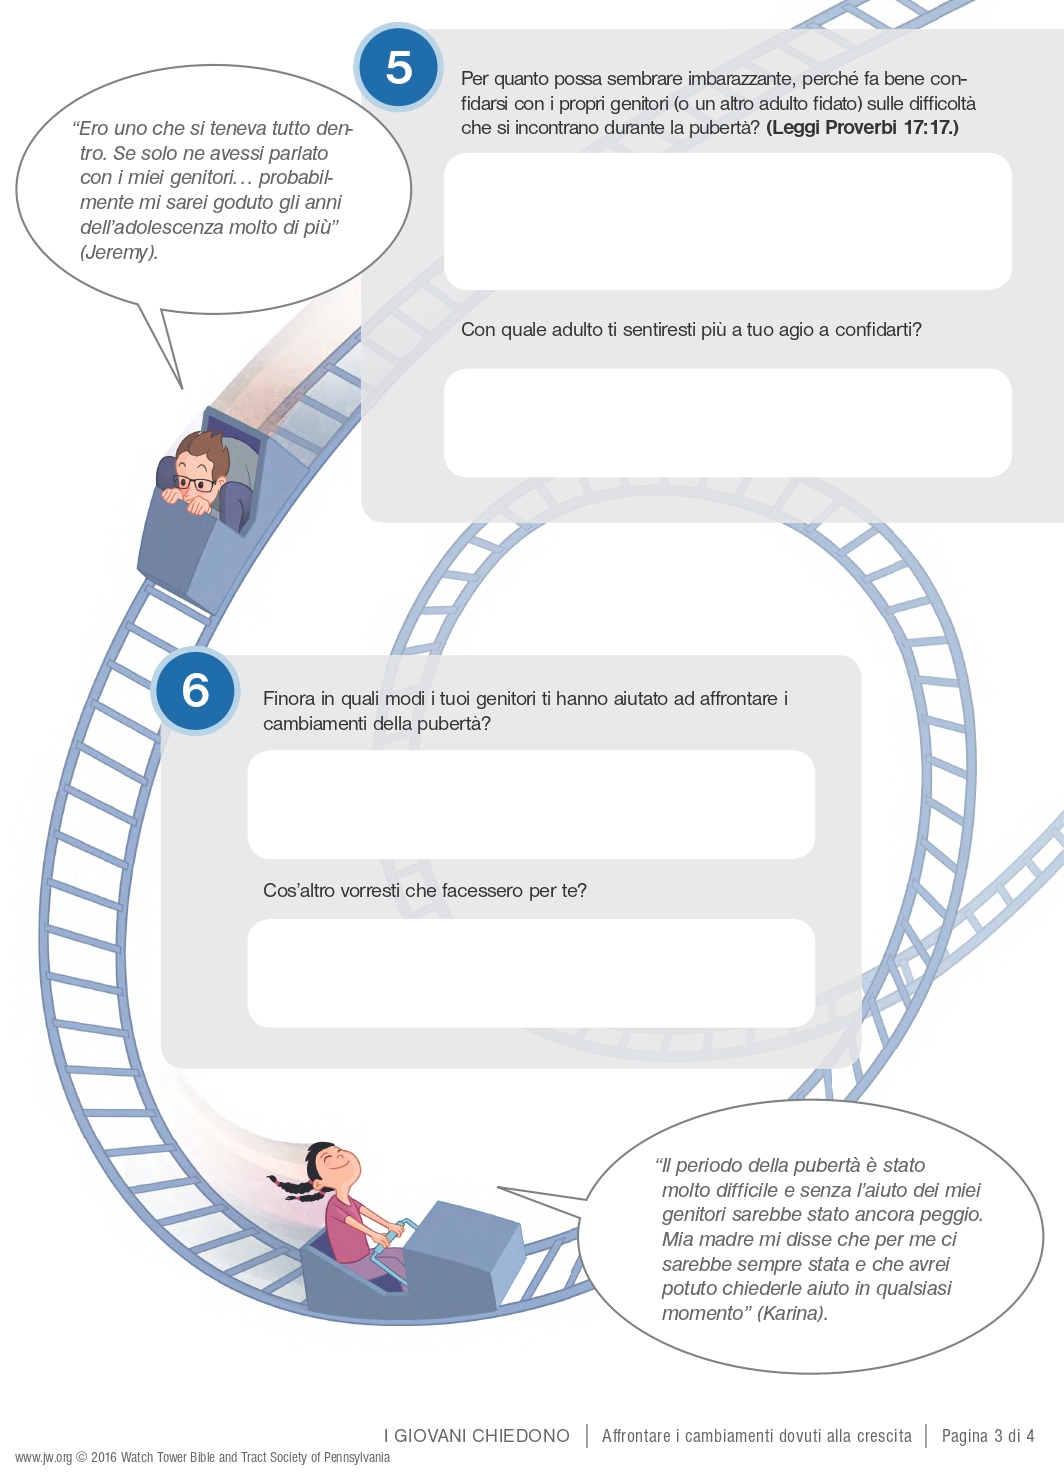 5
Per quanto possa sembrare imbarazzante, perché fa bene con-
fidarsi con i propri genitori (o un altro adulto fidato) sulle difficoltà
che si incontrano durante la pubertà? (Leggi Proverbi 17:17.)
“Ero uno che si teneva tutto den-
tro. Se solo ne avessi parlato
con i miei genitori... probabil-
mente mi sarei goduto gli anni
dell’adolescenza molto di più”
(Jeremy).
Con quale adulto ti sentiresti più a tuo agio a confidarti?
6
Finora in quali modi i tuoi genitori ti hanno aiutato ad affrontare i
cambiamenti della pubertà?
Cos’altro vorresti che facessero per te?
“Il periodo della pubertà è stato
molto difficile e senza l’aiuto dei miei
genitori sarebbe stato ancora peggio.
Mia madre mi disse che per me ci
sarebbe sempre stata e che avrei
potuto chiederle aiuto in qualsiasi
momento” (Karina).
I GIOVANI CHIEDONO | Affrontare i cambiamenti dovuti alla crescita | Pagina 3 di 4
www.jw.org © 2016 Watch Tower Bible and Tract Society of Pennsylvania